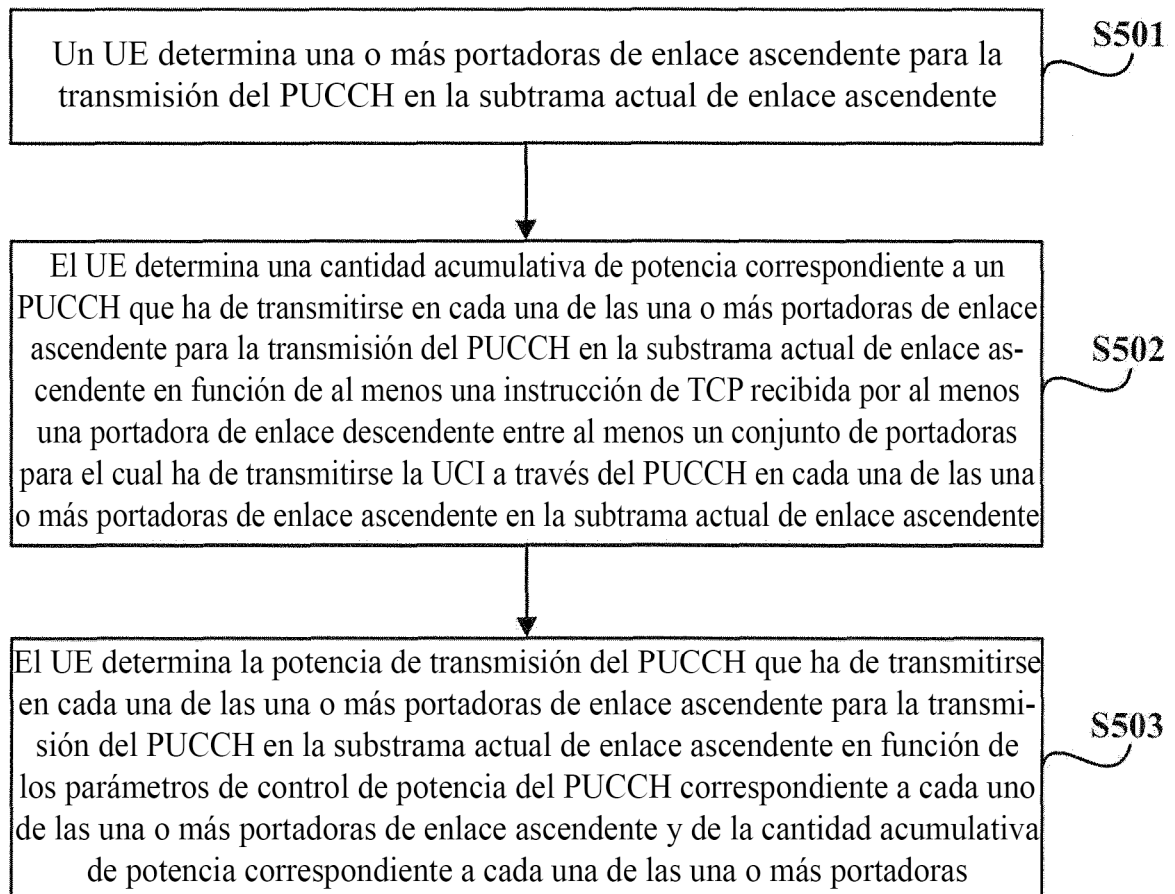 Un UE determina una o más portadoras de enlace ascendente para la
transmisión del PUCCH en la subtrama actual de enlace ascendente
S501
El UE determina una cantidad acumulativa de potencia correspondiente a un
PUCCH que ha de transmitirse en cada una de las una o más portadoras de enlace
ascendente para la transmisión del PUCCH en la substrama actual de enlace as-
cendente en función de al menos una instrucción de TCP recibida por al menos
una portadora de enlace descendente entre al menos un conjunto de portadoras
para el cual ha de transmitirse la UCI a través del PUCCH en cada una de las una
o más portadoras de enlace ascendente en la subtrama actual de enlace ascendente
S502
El UE determina la potencia de transmisión del PUCCH que ha de transmitirse
en cada una de las una o más portadoras de enlace ascendente para la transmi-
sión del PUCCH en la substrama actual de enlace ascendente en función de
los parámetros de control de potencia del PUCCH correspondiente a cada uno
de las una o más portadoras de enlace ascendente y de la cantidad acumulativa
de potencia correspondiente a cada una de las una o más portadoras
S503